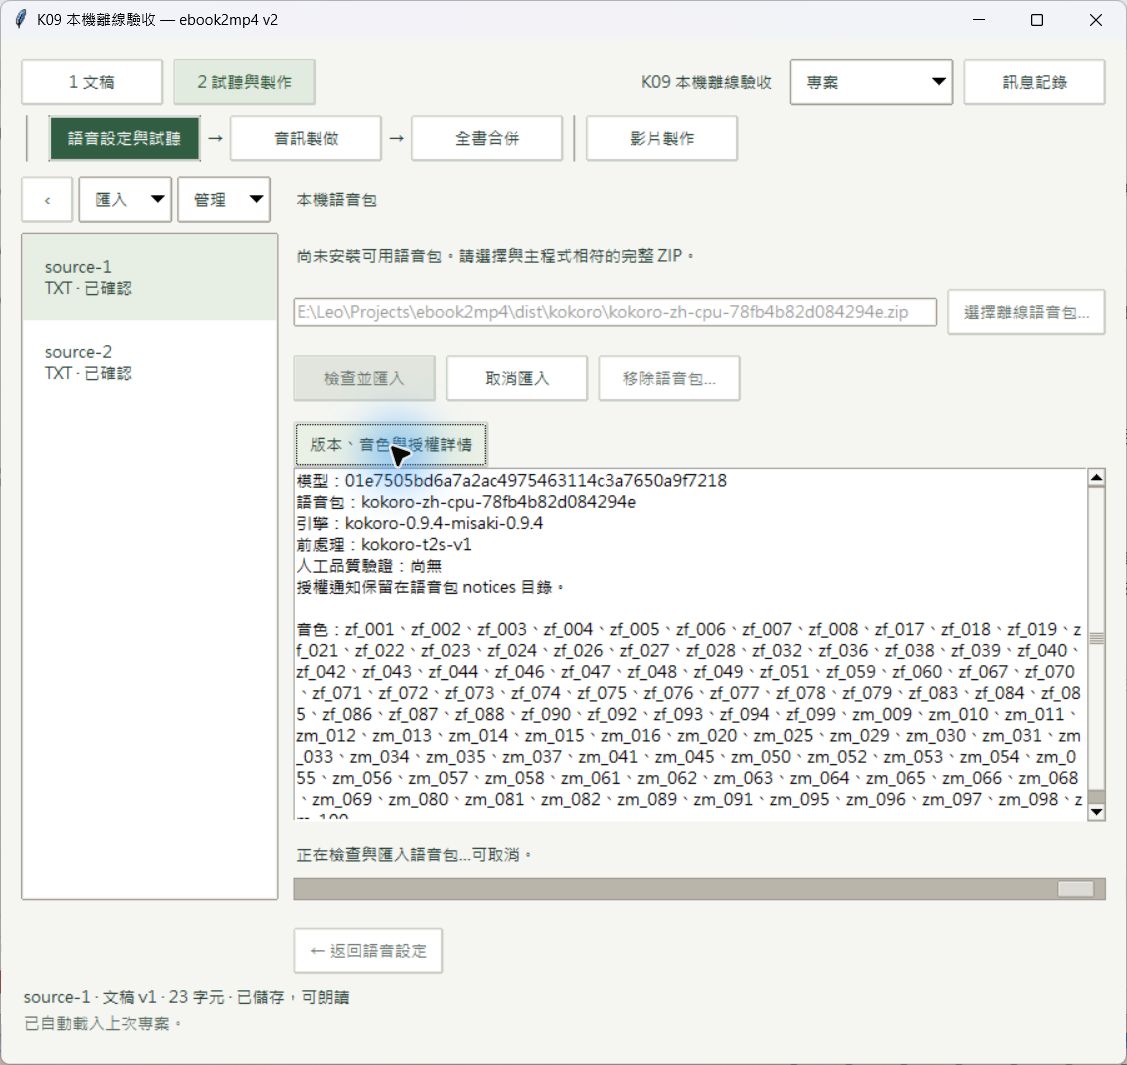 K09 本機離線驗收 — ebook2mp4 v2
1 文稿
2 試聽與製作
K09 本機離線驗收
專案
訊息記錄
語音設定與試聽
→
音訊製做
→
全書合併
影片製作
‹
匯入
管理
本機語音包
source-1
TXT · 已確認
source-2
TXT · 已確認
尚未安裝可用語音包。請選擇與主程式相符的完整 ZIP。
E:\Leo\Projects\ebook2mp4\dist\kokoro\kokoro-zh-cpu-78fb4b82d084294e.zip
選擇離線語音包...
檢查並匯入
取消匯入
移除語音包...
版本、音色與授權詳情
模型：01e7505bd6a7a2ac4975463114c3a7650a9f7218
語音包：kokoro-zh-cpu-78fb4b82d084294e
引擎：kokoro-0.9.4-misaki-0.9.4
前處理：kokoro-t2s-v1
人工品質驗證：尚無
授權通知保留在語音包 notices 目錄。
音色：zf_001、zf_002、zf_003、zf_004、zf_005、zf_006、zf_007、zf_008、zf_017、zf_018、zf_019、z
f_021、zf_022、zf_023、zf_024、zf_026、zf_027、zf_028、zf_032、zf_036、zf_038、zf_039、zf_040、
zf_042、zf_043、zf_044、zf_046、zf_047、zf_048、zf_049、zf_051、zf_059、zf_060、zf_067、zf_070
、zf_071、zf_072、zf_073、zf_074、zf_075、zf_076、zf_077、zf_078、zf_079、zf_083、zf_084、zf_08
5、zf_086、zf_087、zf_088、zf_090、zf_092、zf_093、zf_094、zf_099、zm_009、zm_010、zm_011、
zm_012、zm_013、zm_014、zm_015、zm_016、zm_020、zm_025、zm_029、zm_030、zm_031、zm
_033、zm_034、zm_035、zm_037、zm_041、zm_045、zm_050、zm_052、zm_053、zm_054、zm_0
55、zm_056、zm_057、zm_058、zm_061、zm_062、zm_063、zm_064、zm_065、zm_066、zm_068
、zm_069、zm_080、zm_081、zm_082、zm_089、zm_091、zm_095、zm_096、zm_097、zm_098、z
m_100
正在檢查與匯入語音包...可取消。
← 返回語音設定
source-1 · 文稿 v1 · 23 字元 · 已儲存，可朗讀
已自動載入上次專案。